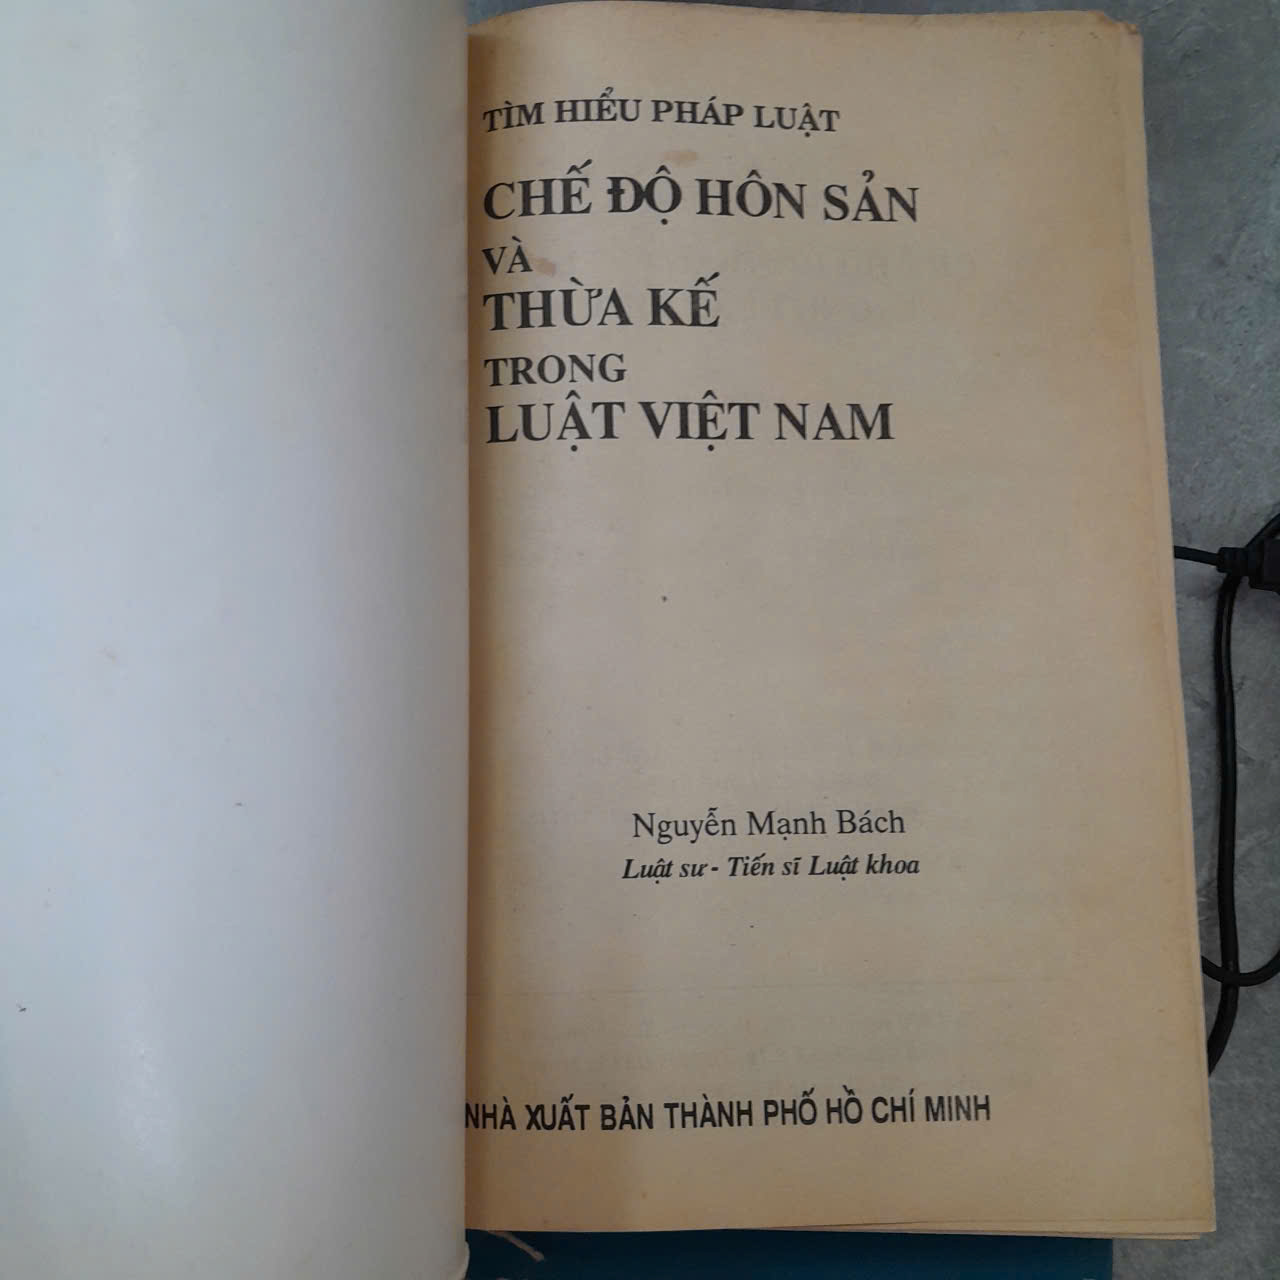 TÌM HIỂU PHÁP LUẬT
CHẾ ĐỘ HÔN SẢN
VÀ
THỪA KẾ
TRONG
LUẬT VIỆT NAM
Nguyễn Mạnh Bách
Luật sư - Tiến sĩ Luật khoa
NHÀ XUẤT BẢN THÀNH PHỐ HỒ CHÍ MINH